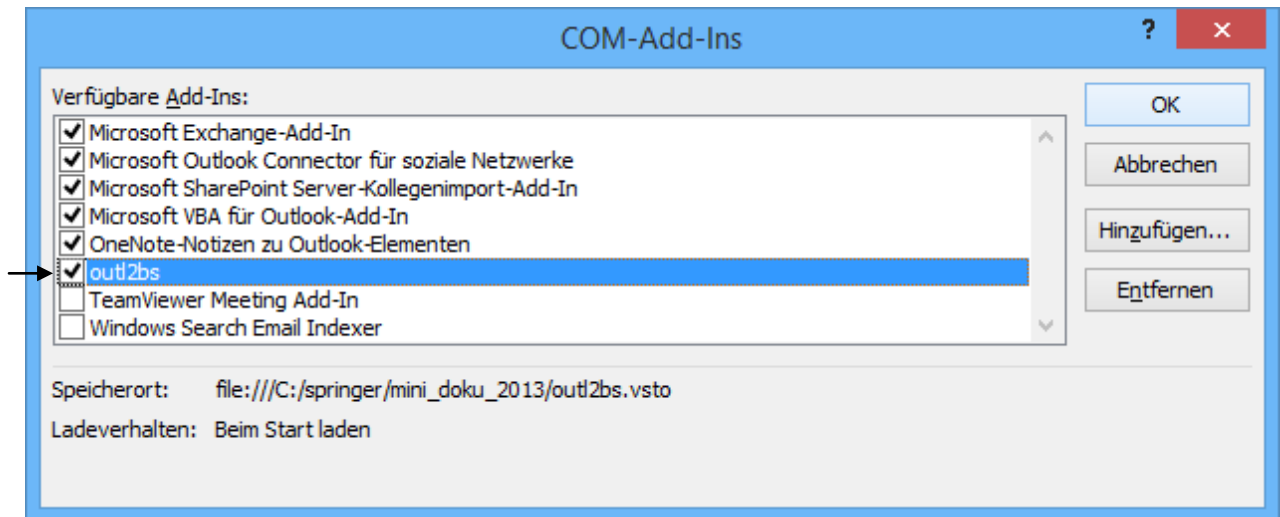 COM-Add-Ins
? ×
Verfügbare Add-Ins:
Microsoft Exchange-Add-In
Microsoft Outlook Connector für soziale Netzwerke
Microsoft SharePoint Server-Kollegenimport-Add-In
Microsoft VBA für Outlook-Add-In
OneNote-Notizen zu Outlook-Elementen
outl2bs
TeamViewer Meeting Add-In
Windows Search Email Indexer
OK
Abbrechen
Hinzufügen...
Entfernen
Speicherort: file:///C:/springer/mini_doku_2013/outl2bs.vsto
Ladeverhalten: Beim Start laden